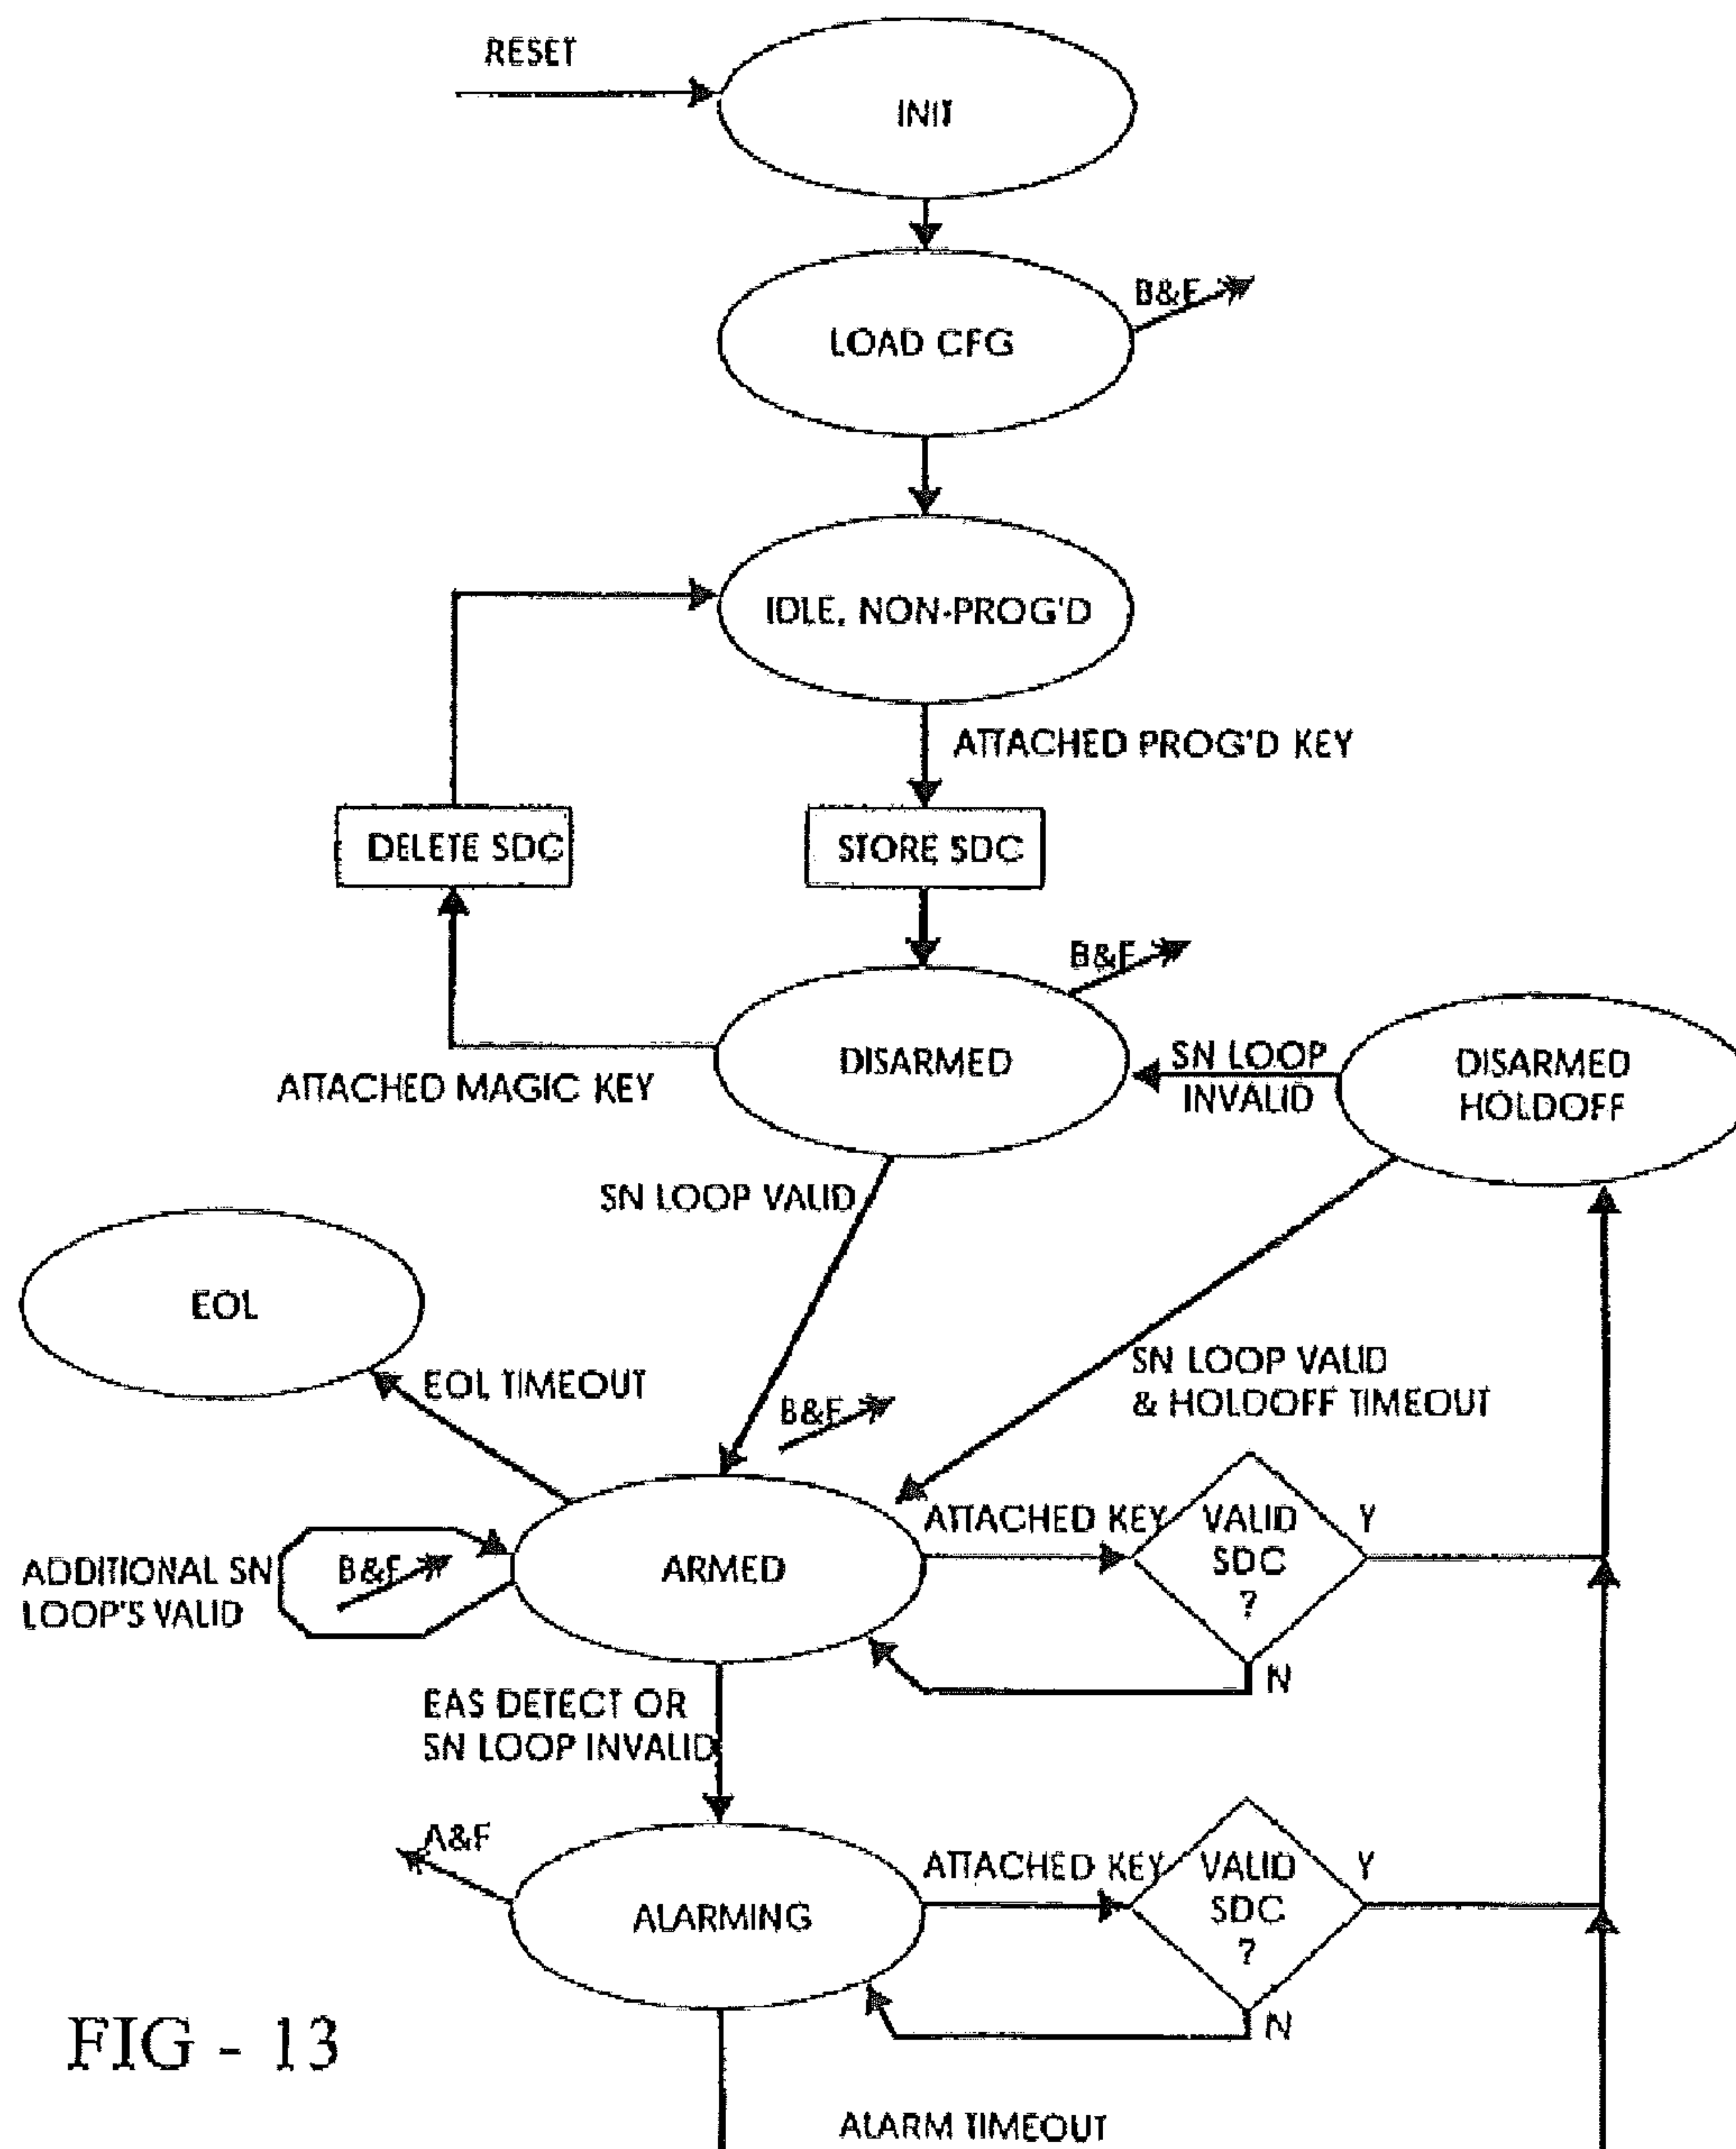 RESET
INIT
B&F
LOAD CFG
IDLE, NON-PROG'D
ATTACHED PROG'D KEY
DELETE SDC
STORE SDC
B&F
DISARMED
SN LOOP
INVALID
DISARMED
HOLDOFF
ATTACHED MAGIC KEY
SN LOOP VALID
EOL
EOL TIMEOUT
SN LOOP VALID
& HOLDOFF TIMEOUT
B&F
ATTACHED KEY
VALID
SDC
?
Y
N
ADDITIONAL SN
LOOP'S VALID
B&F
ARMED
EAS DETECT OR
SN LOOP INVALID
A&F
ALARMING
ATTACHED KEY
VALID
SDC
?
Y
N
FIG - 13
ALARM TIMEOUT